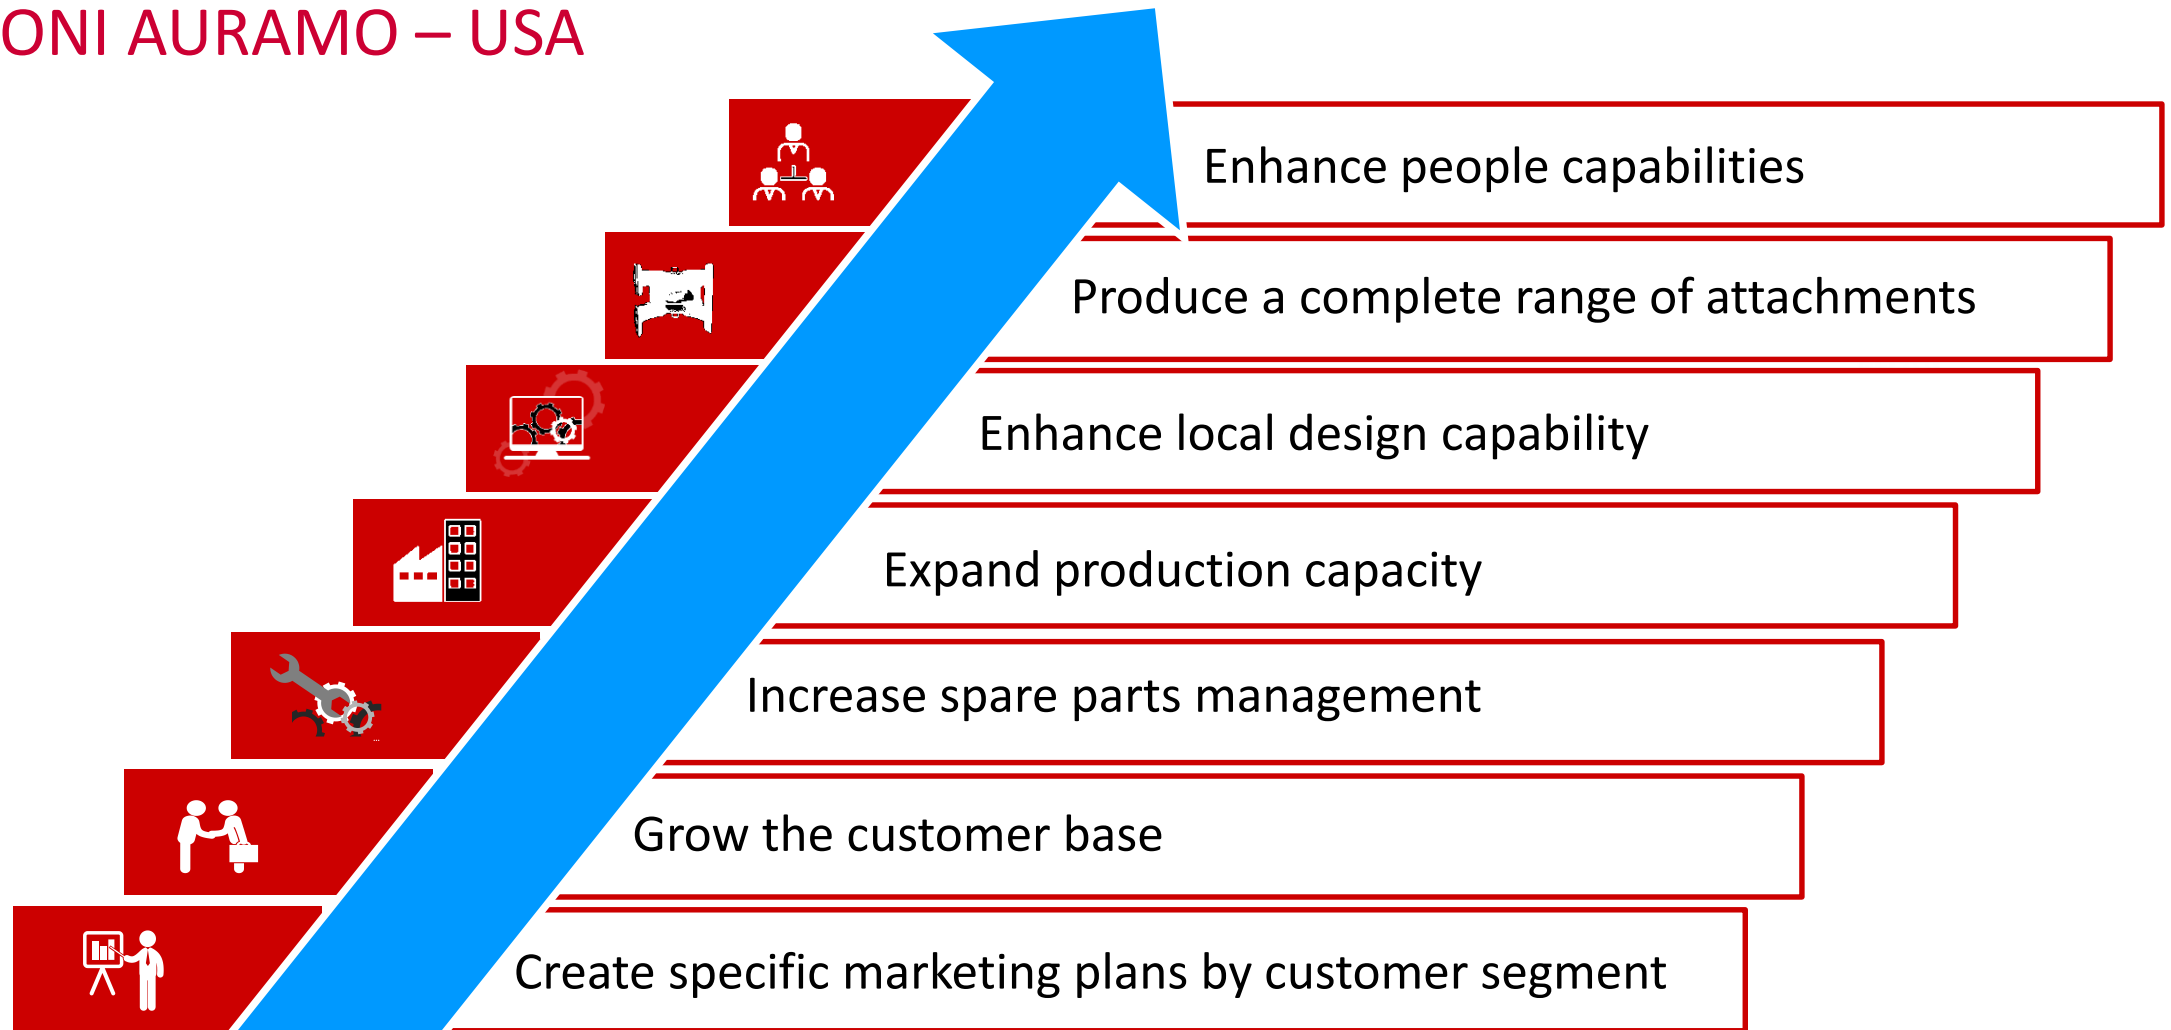 ONI AURAMO – USA
Enhance people capabilities
Produce a complete range of attachments
Enhance local design capability
Expand production capacity
Increase spare parts management
Grow the customer base
Create specific marketing plans by customer segment